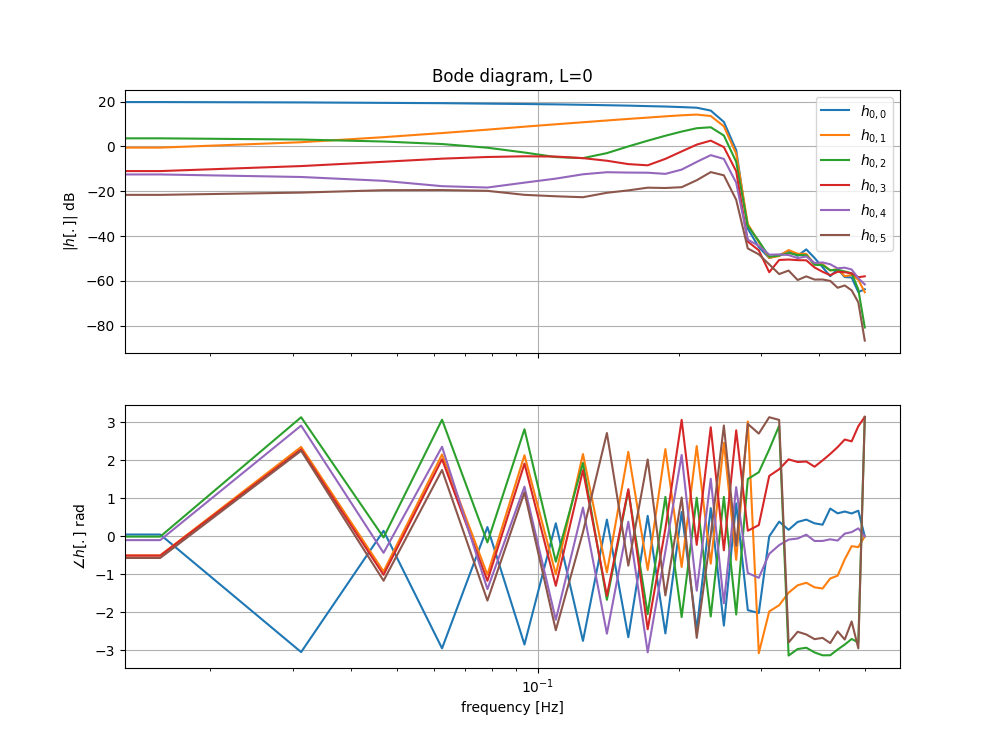 Bode diagram, L=0
|h[.]| dB
20
0
−20
−40
−60
−80
h0,0
h0,1
h0,2
h0,3
h0,4
h0,5
∠h[.] rad
3
2
1
0
−1
−2
−3
10−1
frequency [Hz]